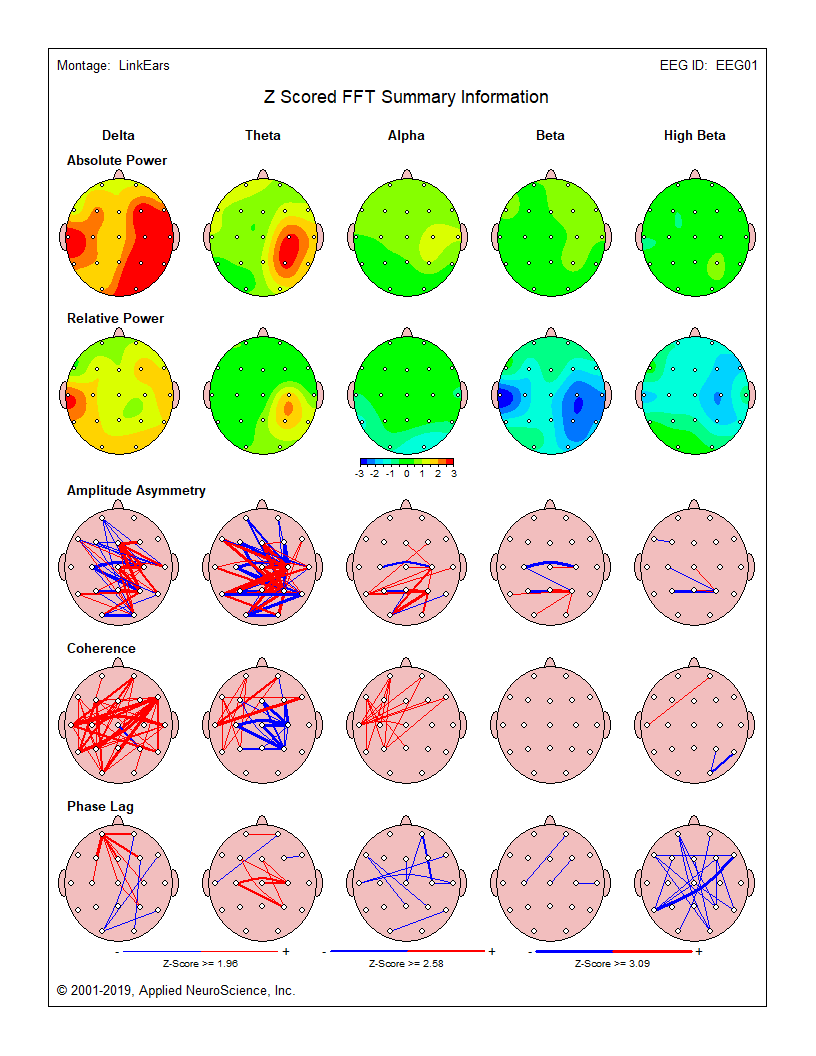 Montage: LinkEars EEG ID: EEG01
Z Scored FFT Summary Information
Delta Theta Alpha Beta High Beta
Absolute Power
Relative Power
-3 -2 -1 0 1 2 3
Amplitude Asymmetry
Coherence
Phase Lag
- + - + - +
Z-Score >= 1.96 Z-Score >= 2.58 Z-Score >= 3.09
© 2001-2019, Applied NeuroScience, Inc.